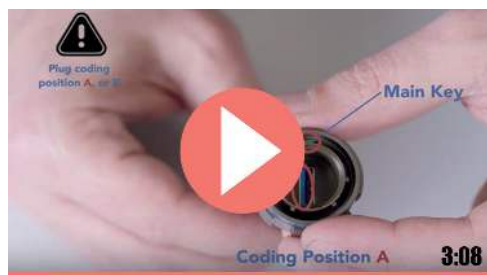 Plug coding
position A, or B
Main Key
Coding Position A
3:08